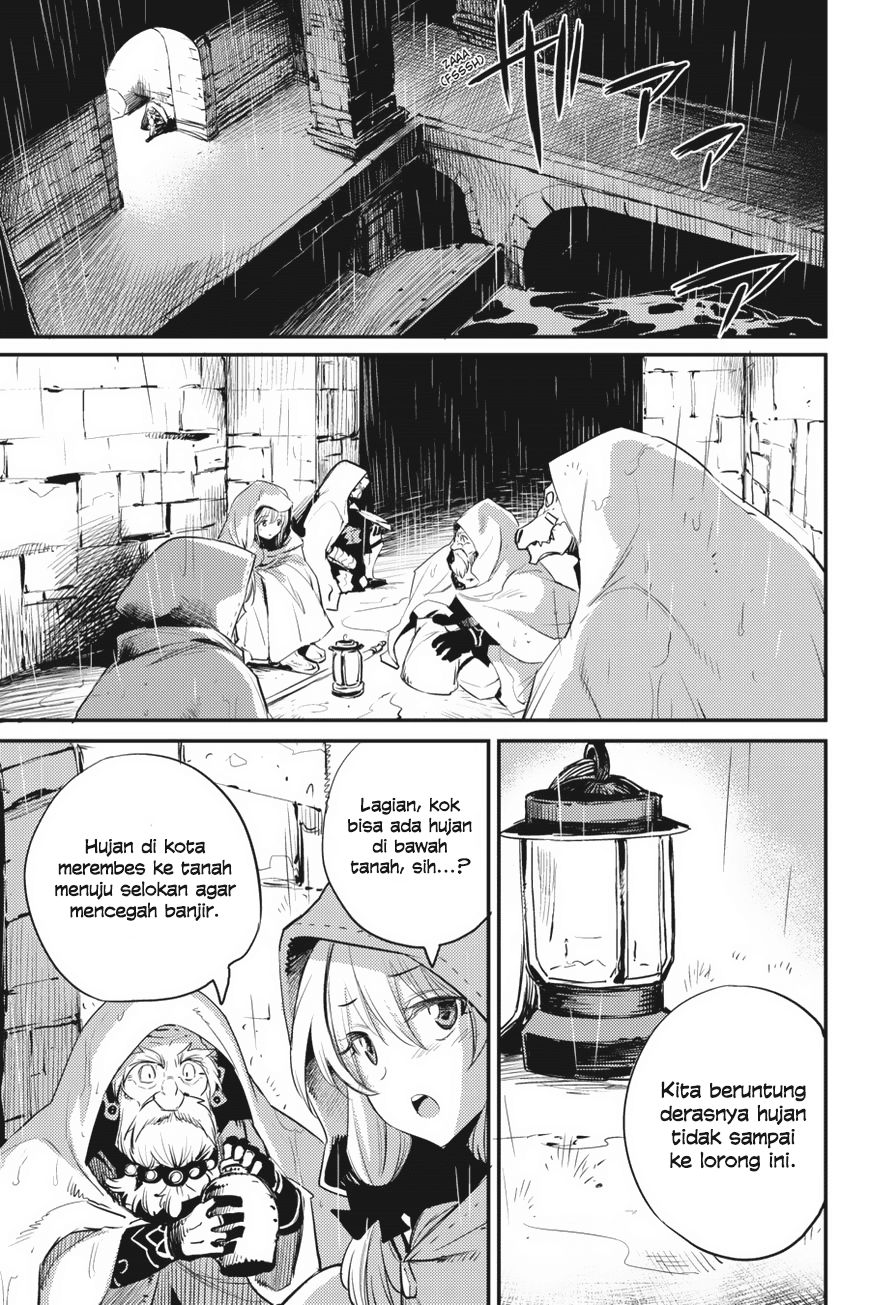 ZAAA
(FSSSH)
ザァァァ
Kita beruntung
derasnya hujan
tidak sampai
ke lorong ini.
Lagian, kok
bisa ada hujan
di bawah
tanah, sih...?
Hujan di kota
merembes ke tanah
menuju selokan agar
mencegah banjir.